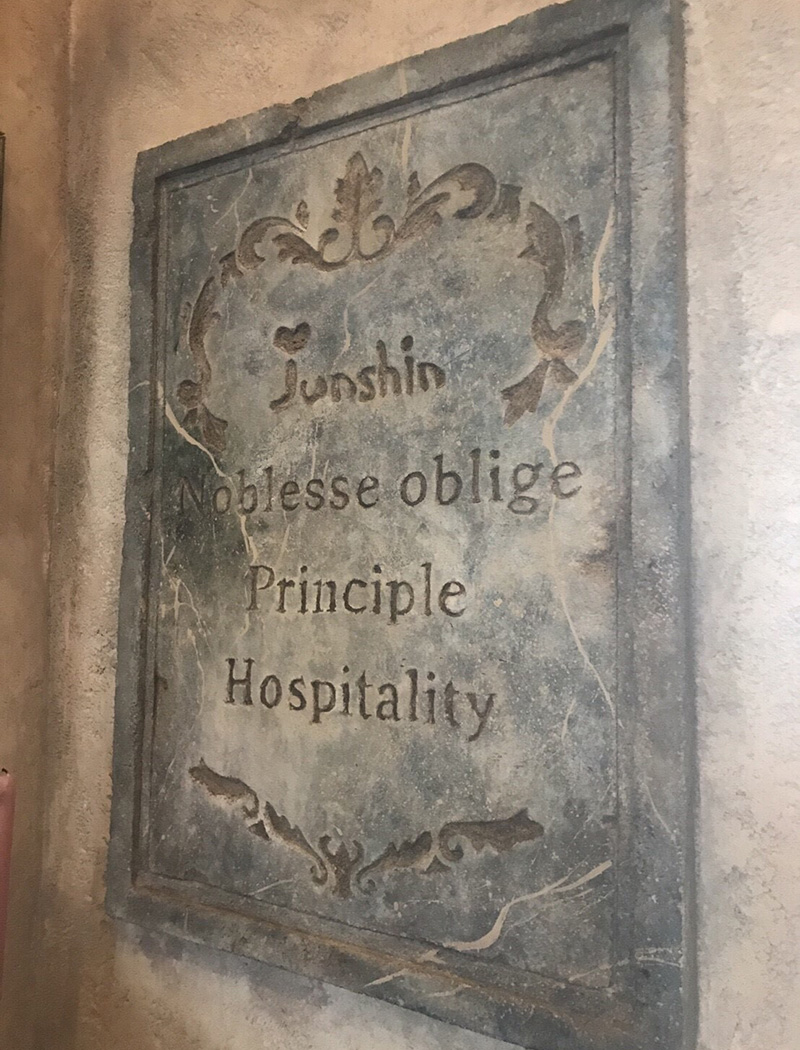 junshin
Noblesse oblige
Principle
Hospitality